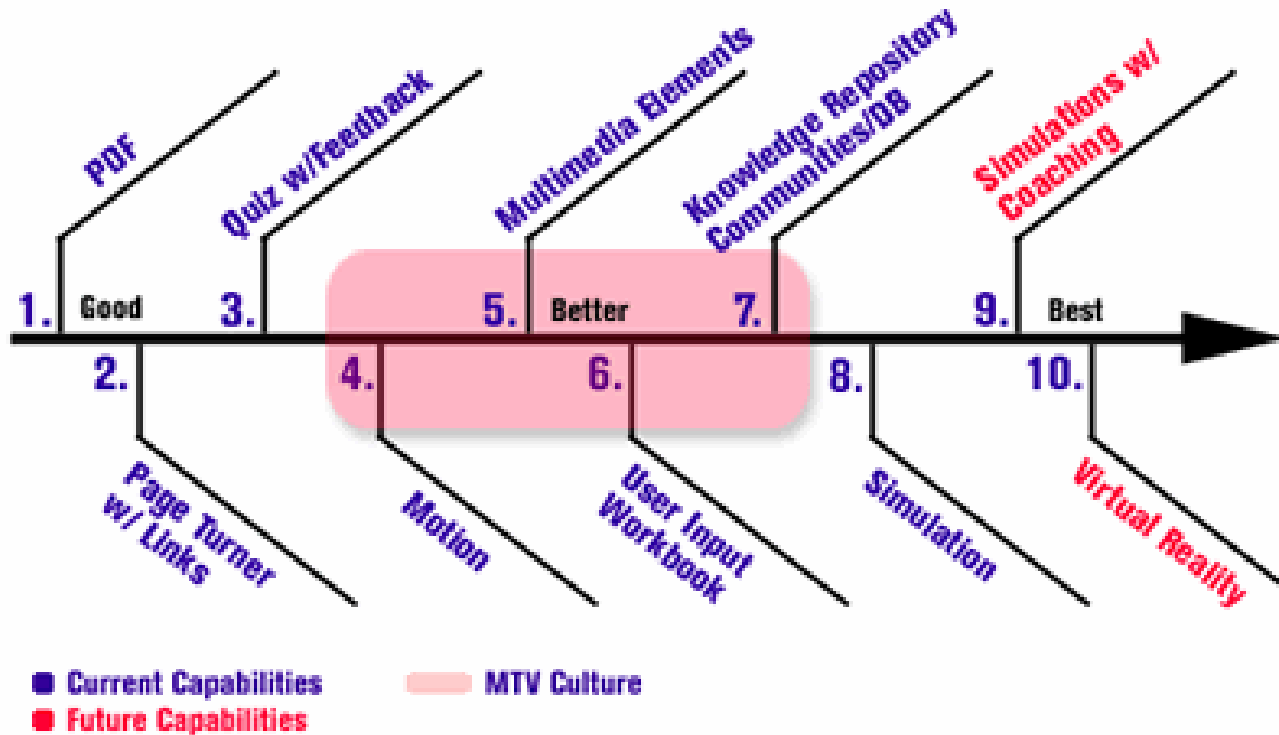 PDF
Quiz w/Feedback
Multimedia Elements
Knowledge Repository
Communities/DB
Simulations w/
Coaching
1.
Good
3.
5.
Better
7.
9.
Best
2.
4.
6.
8.
10.
Page Turner
w/ Links
Motion
User Input
Workbook
Simulation
Virtual Reality
Current Capabilities
MTV Culture
Future Capabilities